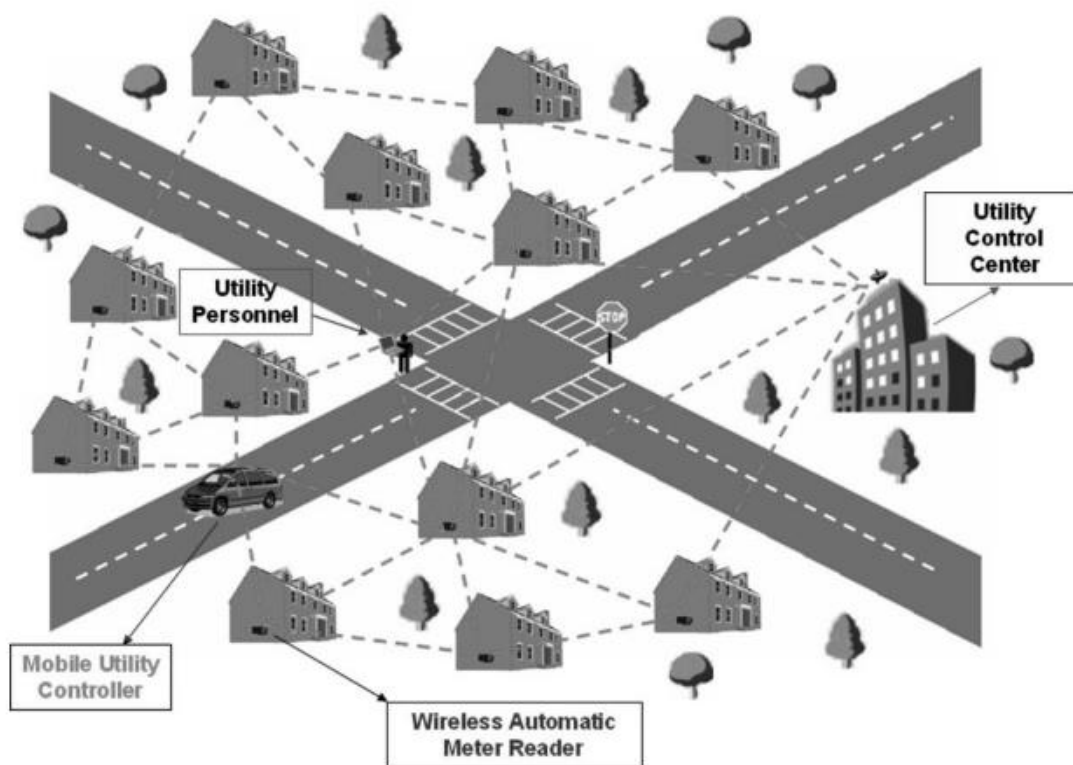 Utility
Control
Center
Utility
Personnel
STOP
Mobile Utility
Controller
Wireless Automatic
Meter Reader